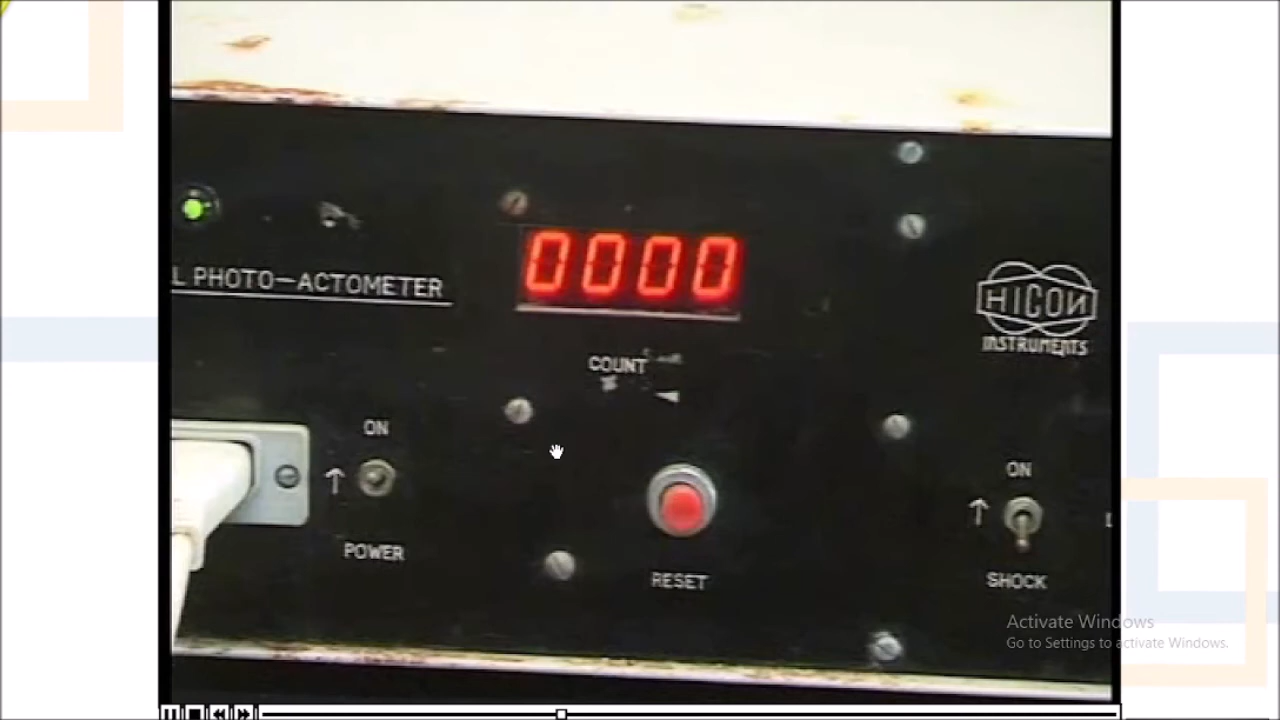 0000
L PHOTO-ACTOMETER
HICON
INSTRUMENTS
COUNT
ON
ON
POWER
RESET
SHOCK
Activate Windows
Go to Settings to activate Windows.